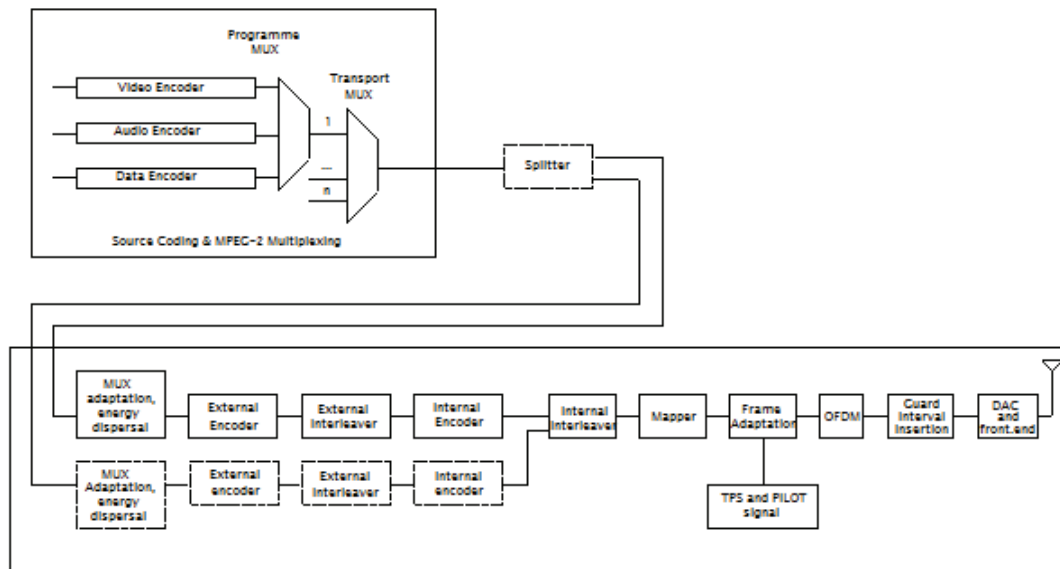 Programme
MUX
Transport
MUX
Video Encoder
Audio Encoder
Data Encoder
1
...
n
Source Coding & MPEG-2 Multiplexing
Splitter
MUX
adaptation,
energy
dispersal
External
Encoder
External
Interleaver
Internal
Encoder
Internal
Interleaver
Mapper
Frame
Adaptation
OFDM
Guard
Interval
Insertion
DAC
and
front.end
MUX
Adaptation,
energy
dispersal
External
encoder
External
Interleaver
Internal
encoder
TPS and PILOT
signal